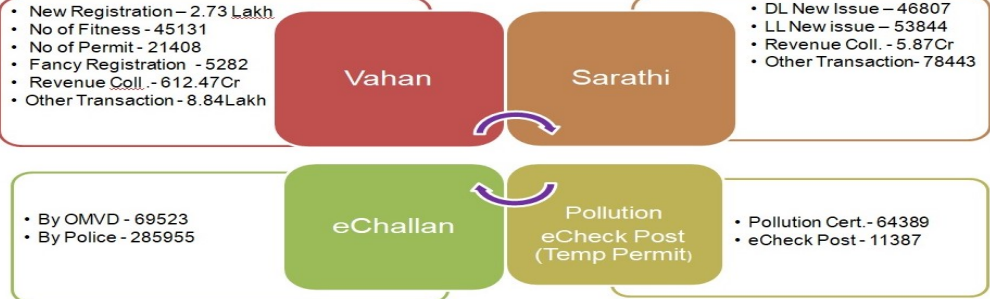 • New Registration – 2.73 Lakh
• No of Fitness - 45131
• No of Permit - 21408
• Fancy Registration - 5282
• Revenue Coll.- 612.47Cr
• Other Transaction - 8.84Lakh
Vahan
Sarathi
• DL New Issue – 46807
• LL New issue – 53844
• Revenue Coll. - 5.87Cr
• Other Transaction- 78443
• By OMVD - 69523
• By Police - 285955
eChallan
Pollution
eCheck Post
(Temp Permit)
• Pollution Cert.- 64389
• eCheck Post - 11387